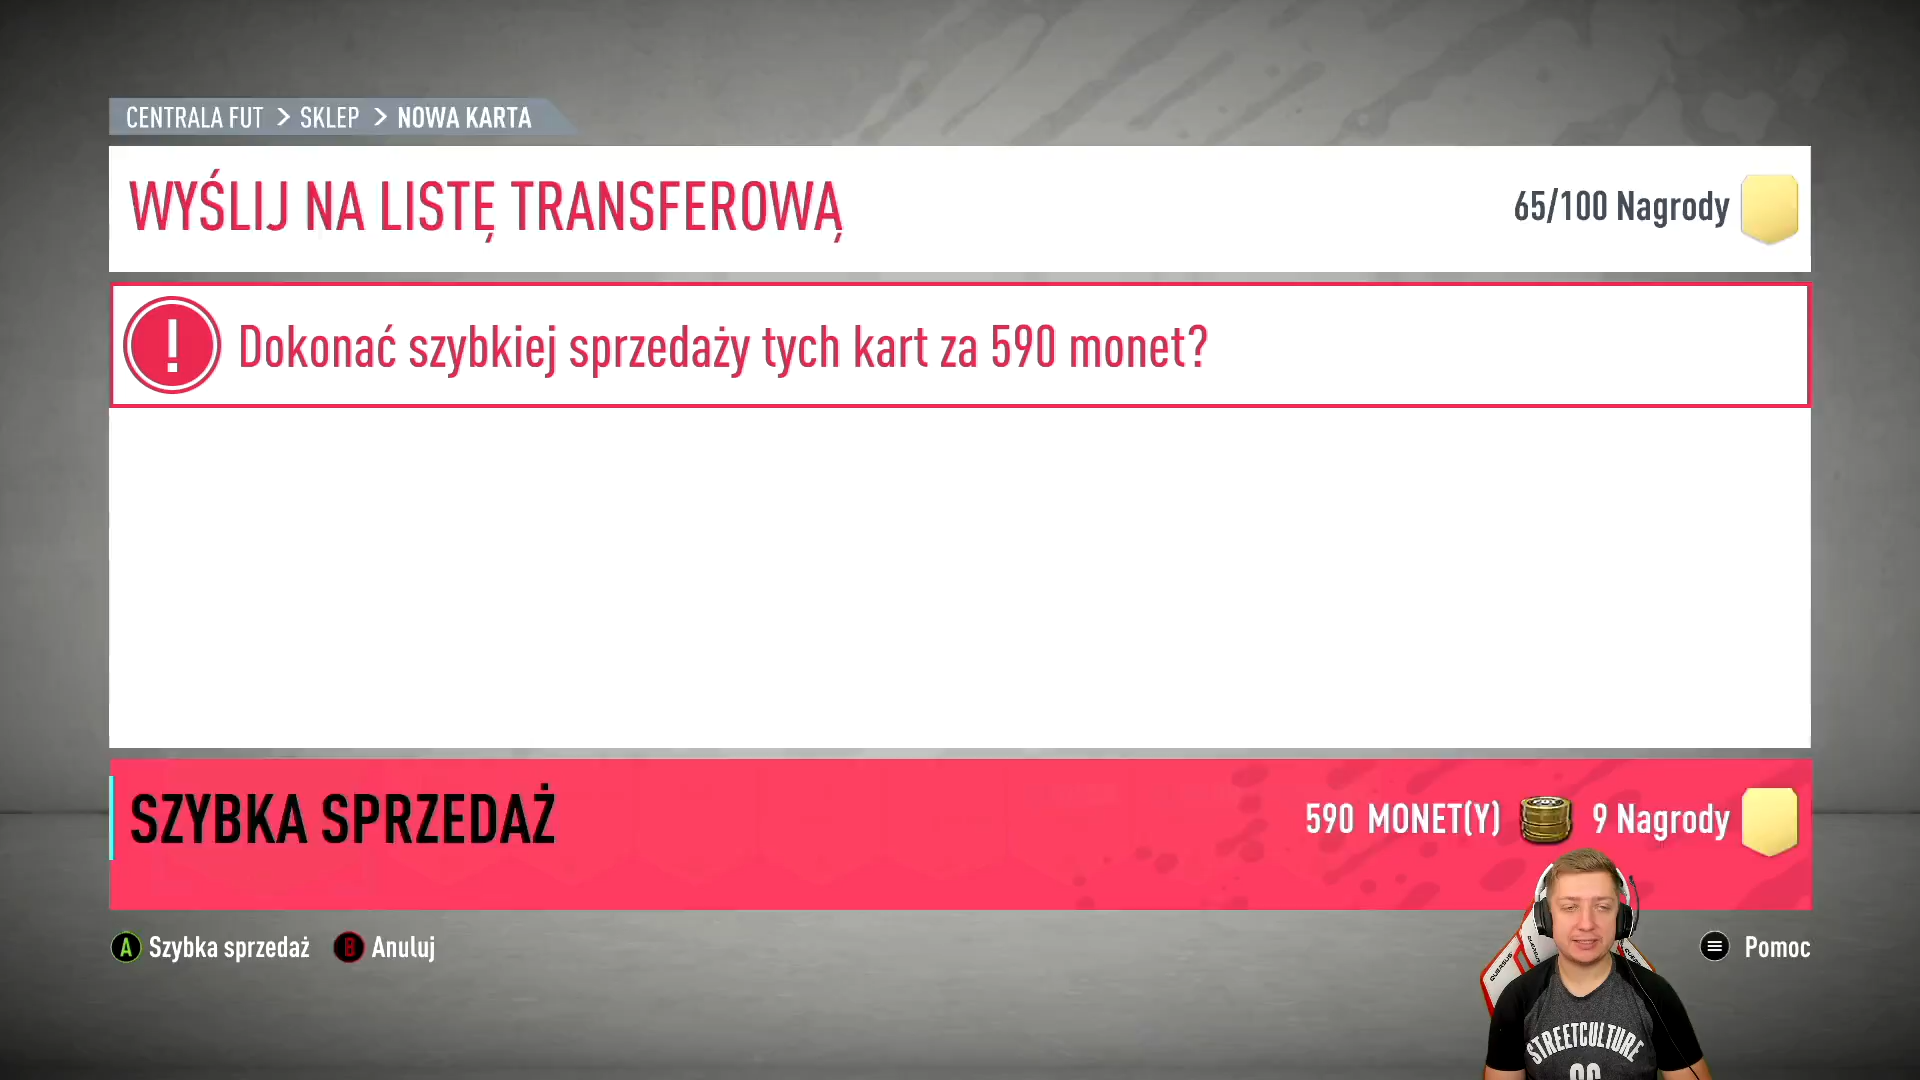 CENTRALA FUT > SKLEP > NOWA KARTA
WYŚLIJ NA LISTĘ TRANSFEROWĄ
65/100 Nagrody
Dokonać szybkiej sprzedaży tych kart za 590 monet?
SZYBKA SPRZEDAŻ
590 MONET(Y) 9 Nagrody
A Szybka sprzedaż B Anuluj
Pomoc
QUERSUS
STREETCULTURE